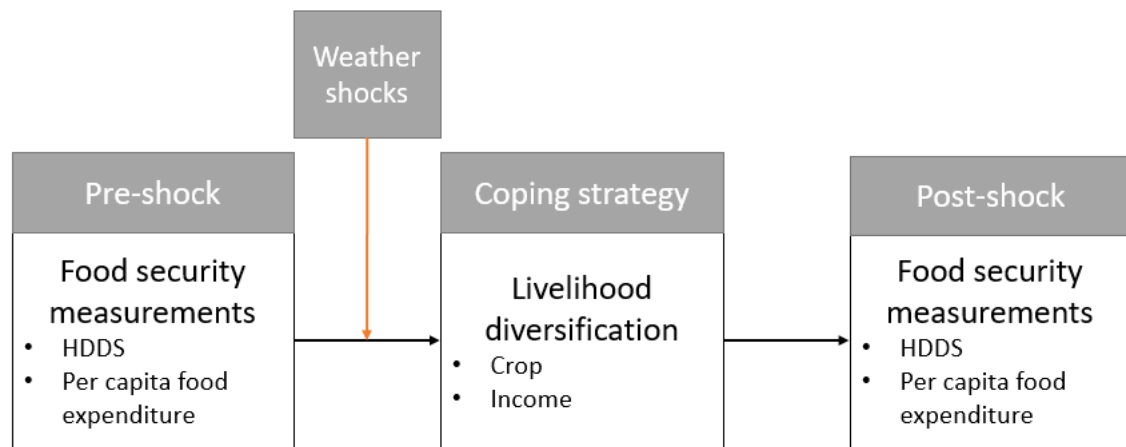 Weather
shocks
Pre-shock
Food security
measurements
• HDDS
• Per capita food
expenditure
Coping strategy
Livelihood
diversification
• Crop
• Income
Post-shock
Food security
measurements
• HDDS
• Per capita food
expenditure